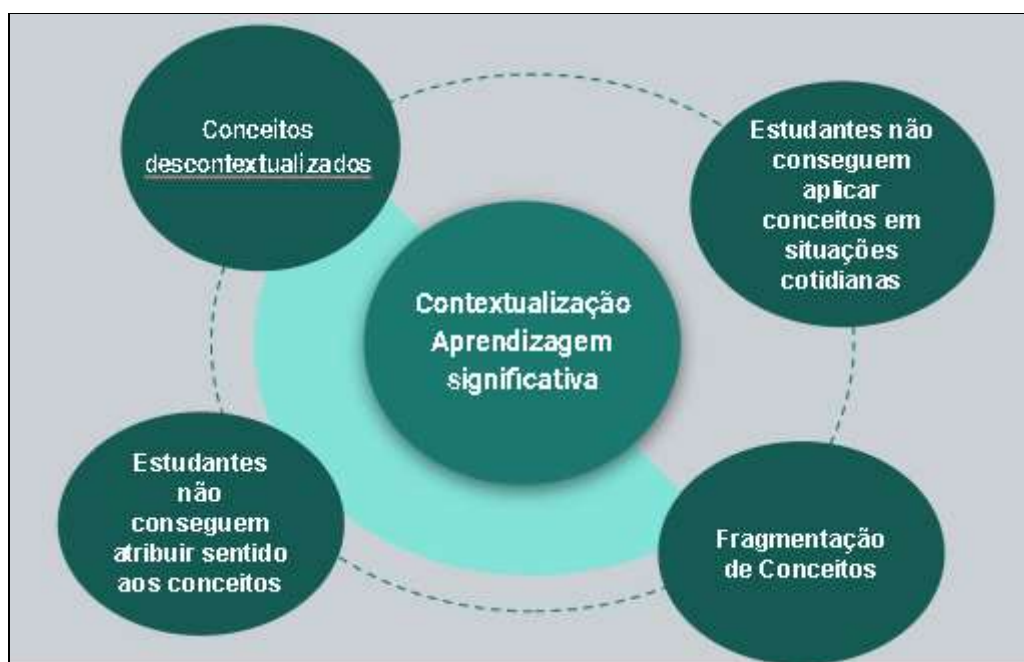 Conceitos
descontextualizados
Estudantes não
conseguem
aplicar
conceitos em
situações
cotidianas
Contextualização
Aprendizagem
significativa
Estudantes
não
conseguem
atribuir sentido
aos conceitos
Fragmentação
de Conceitos